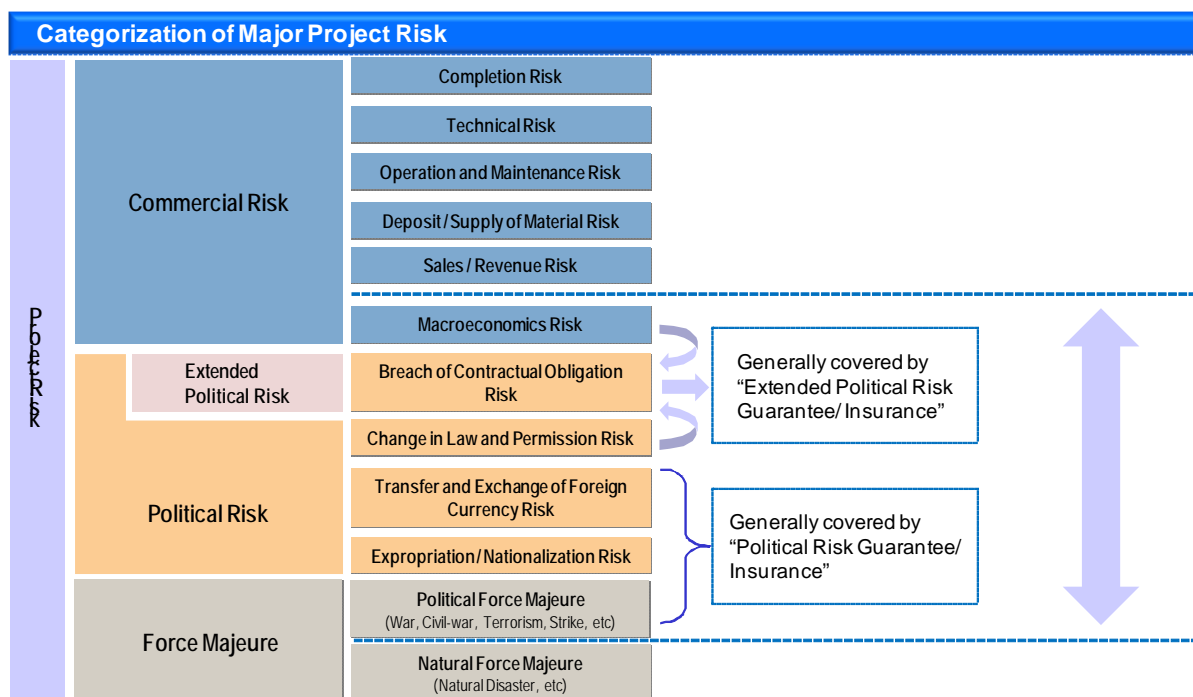 Categorization of Major Project Risk
Project Risk
Commercial Risk
Completion Risk
Technical Risk
Operation and Maintenance Risk
Deposit / Supply of Material Risk
Sales / Revenue Risk
Macroeconomics Risk
Extended
Political Risk
Political Risk
Breach of Contractual Obligation
Risk
Change in Law and Permission Risk
Transfer and Exchange of Foreign
Currency Risk
Expropriation / Nationalization Risk
Generally covered by
“Extended Political Risk
Guarantee/ Insurance”
Generally covered by
“Political Risk Guarantee/
Insurance”
Force Majeure
Political Force Majeure
(War, Civil-war, Terrorism, Strike, etc)
Natural Force Majeure
(Natural Disaster, etc)